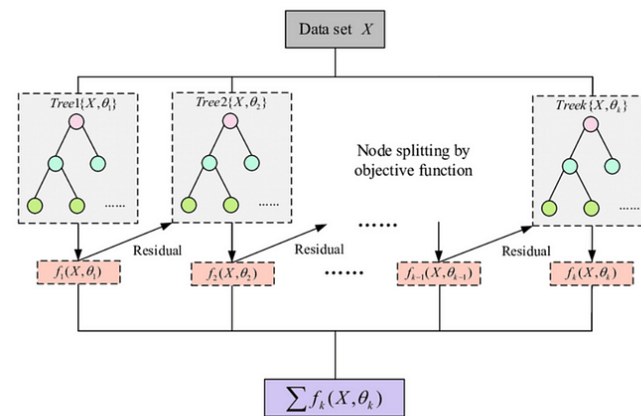 Data set X
Tree1{X,θ₁}
Tree2{X,θ₂}
Treek{X,θₖ}
Node splitting by
objective function
……
……
……
……
Residual
Residual
Residual
f₁(X,θ₁)
f₂(X,θ₂)
……
fₖ₋₁(X,θₖ₋₁)
fₖ(X,θₖ)
∑ fₖ(X,θₖ)